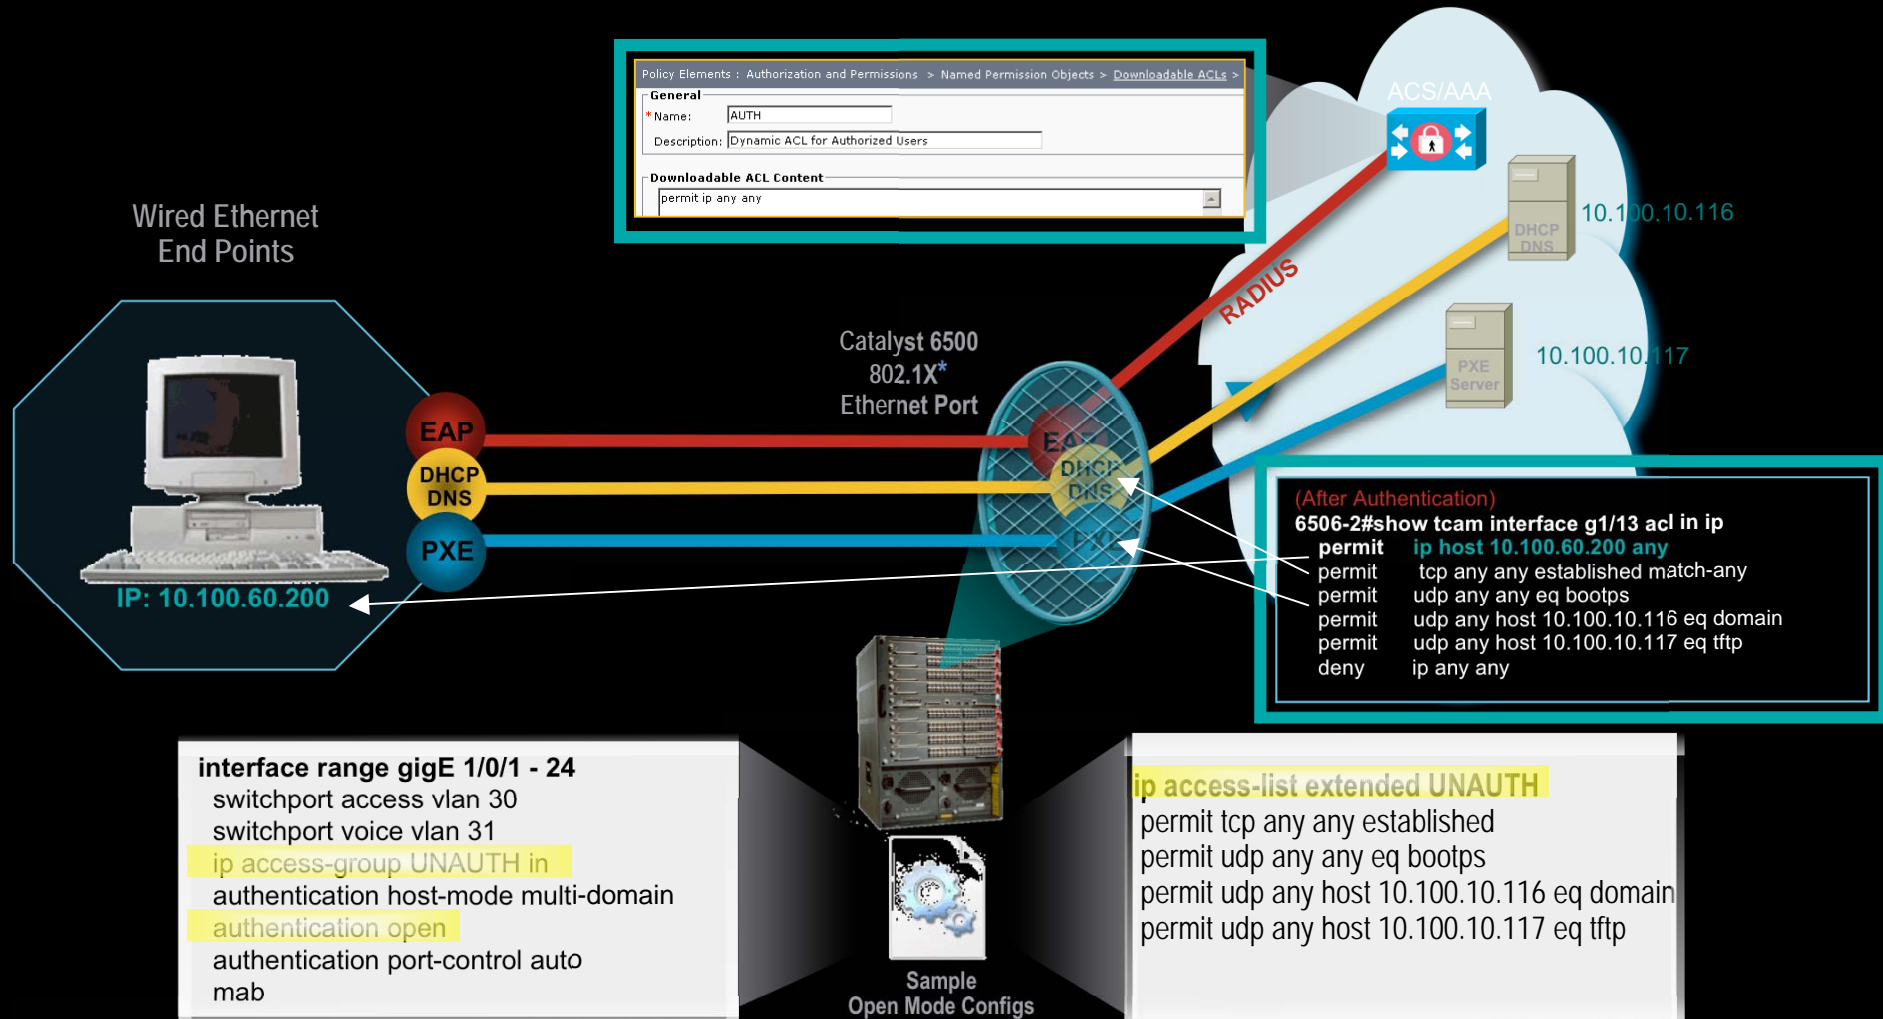 Policy Elements : Authorization and Permissions > Named Permission Objects > Downloadable ACLs >
General
* Name: AUTH
Description: Dynamic ACL for Authorized Users
Downloadable ACL Content
permit ip any any
ACS/AAA
10.100.10.116
DHCP
DNS
RADIUS
10.100.10.117
PXE
Server
Wired Ethernet
End Points
Catalyst 6500
802.1X*
Ethernet Port
EAP
DHCP
DNS
PXE
EAP
DHCP
DNS
PXE
IP: 10.100.60.200
(After Authentication)
6506-2#show tcam interface g1/13 acl in ip
permit ip host 10.100.60.200 any
permit tcp any any established match-any
permit udp any any eq bootps
permit udp any host 10.100.10.116 eq domain
permit udp any host 10.100.10.117 eq tftp
deny ip any any
interface range gigE 1/0/1 - 24
switchport access vlan 30
switchport voice vlan 31
ip access-group UNAUTH in
authentication host-mode multi-domain
authentication open
authentication port-control auto
mab
Sample
Open Mode Configs
ip access-list extended UNAUTH
permit tcp any any established
permit udp any any eq bootps
permit udp any host 10.100.10.116 eq domain
permit udp any host 10.100.10.117 eq tftp